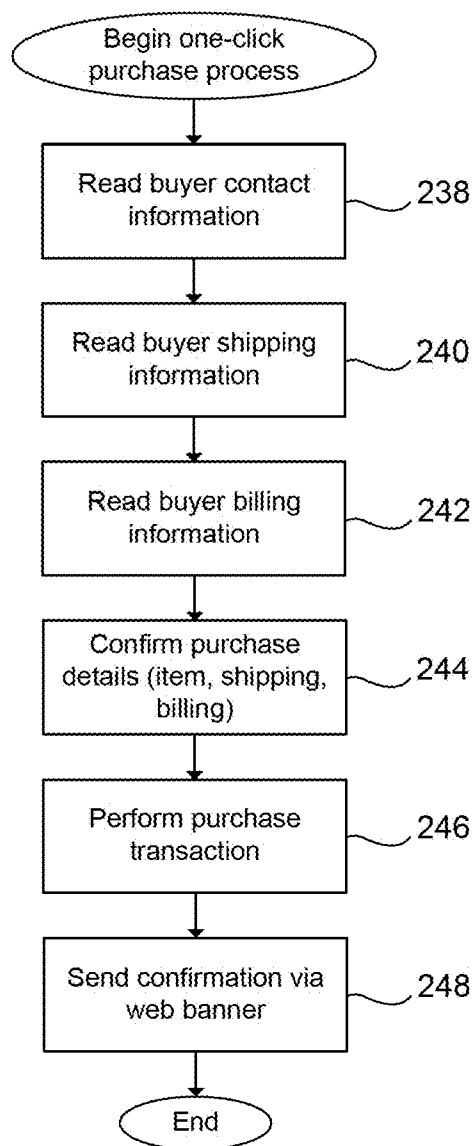 Begin one-click
purchase process
Read buyer contact
information
238
Read buyer shipping
information
240
Read buyer billing
information
242
Confirm purchase
details (item, shipping,
billing)
244
Perform purchase
transaction
246
Send confirmation via
web banner
248
End